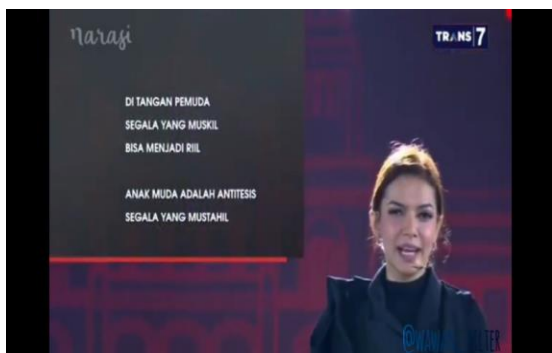 narasi
TRANS 7
DI TANGAN PEMUDA
SEGALA YANG MUSKIL
BISA MENJADI RIIL
ANAK MUDA ADALAH ANTITESIS
SEGALA YANG MUSTAHIL